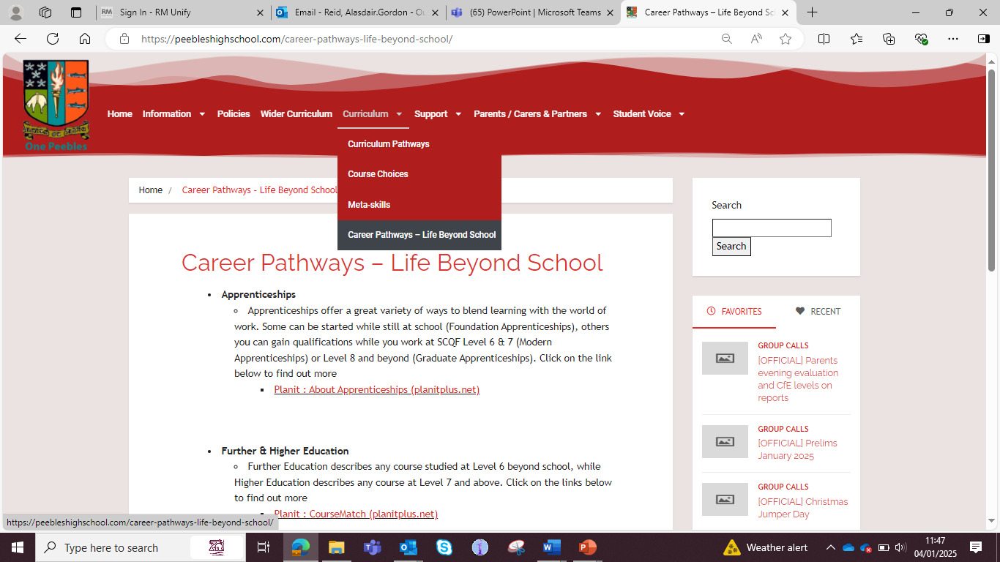 RM Sign In - RM Unify
Email - Reid, Alasdair.Gordon - Ou
(65) PowerPoint | Microsoft Teams
Career Pathways – Life Beyond Sc
https://peebleshighschool.com/career-pathways-life-beyond-school/
One Peebles
Home Information Policies Wider Curriculum Curriculum Support Parents / Carers & Partners Student Voice
Curriculum Pathways
Course Choices
Meta-skills
Career Pathways – Life Beyond School
Home / Career Pathways - Life Beyond School
Career Pathways – Life Beyond School
Apprenticeships
Apprenticeships offer a great variety of ways to blend learning with the world of
work. Some can be started while still at school (Foundation Apprenticeships), others
you can gain qualifications while you work at SCQF Level 6 & 7 (Modern
Apprenticeships) or Level 8 and beyond (Graduate Apprenticeships). Click on the link
below to find out more
Planit : About Apprenticeships (planitplus.net)
Further & Higher Education
Further Education describes any course studied at Level 6 beyond school, while
Higher Education describes any course at Level 7 and above. Click on the links below
to find out more
Planit : CourseMatch (planitplus.net)
Search
Search
FAVORITES RECENT
GROUP CALLS
[OFFICIAL] Parents
evening evaluation
and CfE levels on
reports
GROUP CALLS
[OFFICIAL] Prelims
January 2025
GROUP CALLS
[OFFICIAL] Christmas
Jumper Day
https://peebleshighschool.com/career-pathways-life-beyond-school/
Type here to search
Weather alert
11:47
04/01/2025